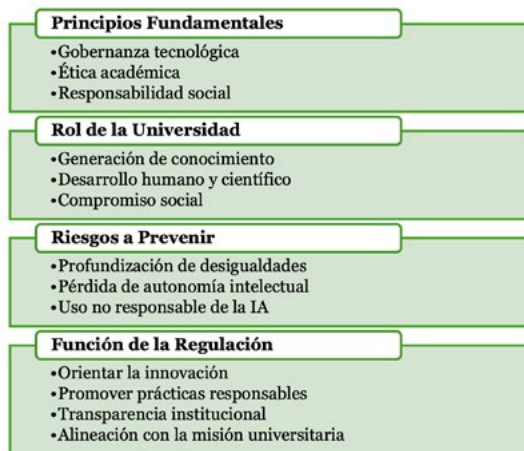 Principios Fundamentales
•Gobernanza tecnológica
•Ética académica
•Responsabilidad social
Rol de la Universidad
•Generación de conocimiento
•Desarrollo humano y científico
•Compromiso social
Riesgos a Prevenir
•Profundización de desigualdades
•Pérdida de autonomía intelectual
•Uso no responsable de la IA
Función de la Regulación
•Orientar la innovación
•Promover prácticas responsables
•Transparencia institucional
•Alineación con la misión universitaria